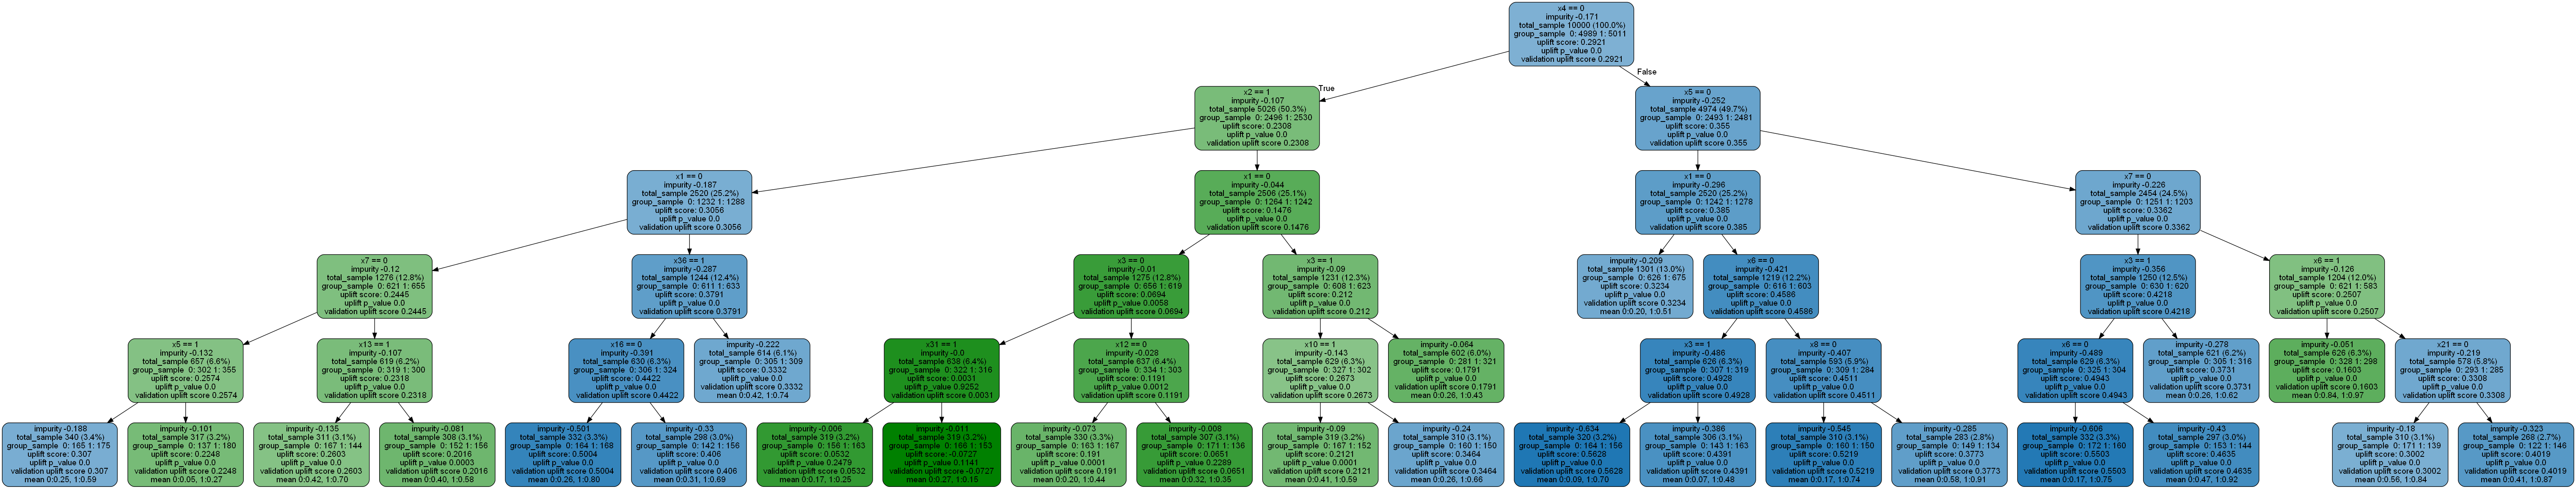 x4 == 0
impurity -0.171
total_sample 10000 (100.0%)
group_sample 0: 4989 1: 5011
uplift score: 0.2921
uplift p_value 0.0
validation uplift score 0.2921
True
False
x2 == 1
impurity -0.107
total_sample 5026 (50.3%)
group_sample 0: 2496 1: 2530
uplift score: 0.2308
uplift p_value 0.0
validation uplift score 0.2308
x5 == 0
impurity -0.252
total_sample 4974 (49.7%)
group_sample 0: 2493 1: 2481
uplift score: 0.355
uplift p_value 0.0
validation uplift score 0.355
x1 == 0
impurity -0.187
total_sample 2520 (25.2%)
group_sample 0: 1232 1: 1288
uplift score: 0.3056
uplift p_value 0.0
validation uplift score 0.3056
x1 == 0
impurity -0.044
total_sample 2506 (25.1%)
group_sample 0: 1264 1: 1242
uplift score: 0.1476
uplift p_value 0.0
validation uplift score 0.1476
x1 == 0
impurity -0.296
total_sample 2520 (25.2%)
group_sample 0: 1242 1: 1278
uplift score: 0.385
uplift p_value 0.0
validation uplift score 0.385
x7 == 0
impurity -0.226
total_sample 2454 (24.5%)
group_sample 0: 1251 1: 1203
uplift score: 0.3362
uplift p_value 0.0
validation uplift score 0.3362
x7 == 0
impurity -0.12
total_sample 1276 (12.8%)
group_sample 0: 621 1: 655
uplift score: 0.2445
uplift p_value 0.0
validation uplift score 0.2445
x36 == 1
impurity -0.287
total_sample 1244 (12.4%)
group_sample 0: 611 1: 633
uplift score: 0.3791
uplift p_value 0.0
validation uplift score 0.3791
x3 == 0
impurity -0.01
total_sample 1275 (12.8%)
group_sample 0: 656 1: 619
uplift score: 0.0694
uplift p_value 0.0058
validation uplift score 0.0694
x3 == 1
impurity -0.09
total_sample 1231 (12.3%)
group_sample 0: 608 1: 623
uplift score: 0.212
uplift p_value 0.0
validation uplift score 0.212
impurity -0.209
total_sample 1301 (13.0%)
group_sample 0: 626 1: 675
uplift score: 0.3234
uplift p_value 0.0
validation uplift score 0.3234
mean 0:0.20, 1:0.51
x6 == 0
impurity -0.421
total_sample 1219 (12.2%)
group_sample 0: 616 1: 603
uplift score: 0.4586
uplift p_value 0.0
validation uplift score 0.4586
x3 == 1
impurity -0.356
total_sample 1250 (12.5%)
group_sample 0: 630 1: 620
uplift score: 0.4218
uplift p_value 0.0
validation uplift score 0.4218
x6 == 1
impurity -0.126
total_sample 1204 (12.0%)
group_sample 0: 621 1: 583
uplift score: 0.2507
uplift p_value 0.0
validation uplift score 0.2507
x5 == 1
impurity -0.132
total_sample 657 (6.6%)
group_sample 0: 302 1: 355
uplift score: 0.2574
uplift p_value 0.0
validation uplift score 0.2574
x13 == 1
impurity -0.107
total_sample 619 (6.2%)
group_sample 0: 319 1: 300
uplift score: 0.2318
uplift p_value 0.0
validation uplift score 0.2318
x16 == 0
impurity -0.391
total_sample 630 (6.3%)
group_sample 0: 306 1: 324
uplift score: 0.4422
uplift p_value 0.0
validation uplift score 0.4422
impurity -0.222
total_sample 614 (6.1%)
group_sample 0: 305 1: 309
uplift score: 0.3332
uplift p_value 0.0
validation uplift score 0.3332
mean 0:0.42, 1:0.74
x31 == 1
impurity -0.0
total_sample 638 (6.4%)
group_sample 0: 322 1: 316
uplift score: 0.0031
uplift p_value 0.9252
validation uplift score 0.0031
x12 == 0
impurity -0.028
total_sample 637 (6.4%)
group_sample 0: 334 1: 303
uplift score: 0.1191
uplift p_value 0.0012
validation uplift score 0.1191
x10 == 1
impurity -0.143
total_sample 629 (6.3%)
group_sample 0: 327 1: 302
uplift score: 0.2673
uplift p_value 0.0
validation uplift score 0.2673
impurity -0.064
total_sample 602 (6.0%)
group_sample 0: 281 1: 321
uplift score: 0.1791
uplift p_value 0.0
validation uplift score 0.1791
mean 0:0.26, 1:0.43
x3 == 1
impurity -0.486
total_sample 626 (6.3%)
group_sample 0: 307 1: 319
uplift score: 0.4928
uplift p_value 0.0
validation uplift score 0.4928
x8 == 0
impurity -0.407
total_sample 593 (5.9%)
group_sample 0: 309 1: 284
uplift score: 0.4511
uplift p_value 0.0
validation uplift score 0.4511
x6 == 0
impurity -0.489
total_sample 629 (6.3%)
group_sample 0: 325 1: 304
uplift score: 0.4943
uplift p_value 0.0
validation uplift score 0.4943
impurity -0.278
total_sample 621 (6.2%)
group_sample 0: 305 1: 316
uplift score: 0.3731
uplift p_value 0.0
validation uplift score 0.3731
mean 0:0.26, 1:0.62
impurity -0.051
total_sample 626 (6.3%)
group_sample 0: 328 1: 298
uplift score: 0.1603
uplift p_value 0.0
validation uplift score 0.1603
mean 0:0.84, 1:0.97
x21 == 0
impurity -0.219
total_sample 578 (5.8%)
group_sample 0: 293 1: 285
uplift score: 0.3308
uplift p_value 0.0
validation uplift score 0.3308
impurity -0.188
total_sample 340 (3.4%)
group_sample 0: 165 1: 175
uplift score: 0.307
uplift p_value 0.0
validation uplift score 0.307
mean 0:0.25, 1:0.59
impurity -0.101
total_sample 317 (3.2%)
group_sample 0: 137 1: 180
uplift score: 0.2248
uplift p_value 0.0
validation uplift score 0.2248
mean 0:0.05, 1:0.27
impurity -0.135
total_sample 311 (3.1%)
group_sample 0: 167 1: 144
uplift score: 0.2603
uplift p_value 0.0
validation uplift score 0.2603
mean 0:0.42, 1:0.70
impurity -0.081
total_sample 308 (3.1%)
group_sample 0: 152 1: 156
uplift score: 0.2016
uplift p_value 0.0003
validation uplift score 0.2016
mean 0:0.40, 1:0.58
impurity -0.501
total_sample 332 (3.3%)
group_sample 0: 164 1: 168
uplift score: 0.5004
uplift p_value 0.0
validation uplift score 0.5004
mean 0:0.26, 1:0.80
impurity -0.33
total_sample 298 (3.0%)
group_sample 0: 142 1: 156
uplift score: 0.406
uplift p_value 0.0
validation uplift score 0.406
mean 0:0.31, 1:0.69
impurity -0.006
total_sample 319 (3.2%)
group_sample 0: 156 1: 163
uplift score: 0.0532
uplift p_value 0.2479
validation uplift score 0.0532
mean 0:0.17, 1:0.25
impurity -0.011
total_sample 319 (3.2%)
group_sample 0: 166 1: 153
uplift score: -0.0727
uplift p_value 0.1141
validation uplift score -0.0727
mean 0:0.27, 1:0.15
impurity -0.073
total_sample 330 (3.3%)
group_sample 0: 163 1: 167
uplift score: 0.191
uplift p_value 0.0001
validation uplift score 0.191
mean 0:0.20, 1:0.44
impurity -0.008
total_sample 307 (3.1%)
group_sample 0: 171 1: 136
uplift score: 0.0651
uplift p_value 0.2289
validation uplift score 0.0651
mean 0:0.32, 1:0.35
impurity -0.09
total_sample 319 (3.2%)
group_sample 0: 167 1: 152
uplift score: 0.2121
uplift p_value 0.0001
validation uplift score 0.2121
mean 0:0.41, 1:0.59
impurity -0.24
total_sample 310 (3.1%)
group_sample 0: 160 1: 150
uplift score: 0.3464
uplift p_value 0.0
validation uplift score 0.3464
mean 0:0.26, 1:0.66
impurity -0.634
total_sample 320 (3.2%)
group_sample 0: 164 1: 156
uplift score: 0.5628
uplift p_value 0.0
validation uplift score 0.5628
mean 0:0.09, 1:0.70
impurity -0.386
total_sample 306 (3.1%)
group_sample 0: 143 1: 163
uplift score: 0.4391
uplift p_value 0.0
validation uplift score 0.4391
mean 0:0.07, 1:0.48
impurity -0.545
total_sample 310 (3.1%)
group_sample 0: 160 1: 150
uplift score: 0.5219
uplift p_value 0.0
validation uplift score 0.5219
mean 0:0.17, 1:0.74
impurity -0.285
total_sample 283 (2.8%)
group_sample 0: 149 1: 134
uplift score: 0.3773
uplift p_value 0.0
validation uplift score 0.3773
mean 0:0.58, 1:0.91
impurity -0.606
total_sample 332 (3.3%)
group_sample 0: 172 1: 160
uplift score: 0.5503
uplift p_value 0.0
validation uplift score 0.5503
mean 0:0.17, 1:0.75
impurity -0.43
total_sample 297 (3.0%)
group_sample 0: 153 1: 144
uplift score: 0.4635
uplift p_value 0.0
validation uplift score 0.4635
mean 0:0.47, 1:0.92
impurity -0.18
total_sample 310 (3.1%)
group_sample 0: 171 1: 139
uplift score: 0.3002
uplift p_value 0.0
validation uplift score 0.3002
mean 0:0.56, 1:0.84
impurity -0.323
total_sample 268 (2.7%)
group_sample 0: 122 1: 146
uplift score: 0.4019
uplift p_value 0.0
validation uplift score 0.4019
mean 0:0.41, 1:0.87